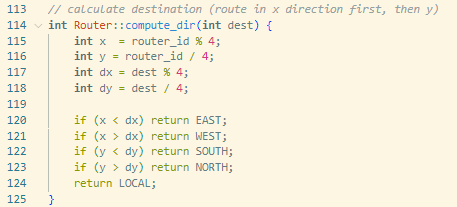 113 // calculate destination (route in x direction first, then y)
114 int Router::compute_dir(int dest) {
115     int x  = router_id % 4;
116     int y = router_id / 4;
117     int dx = dest % 4;
118     int dy = dest / 4;
119
120     if (x < dx) return EAST;
121     if (x > dx) return WEST;
122     if (y < dy) return SOUTH;
123     if (y > dy) return NORTH;
124     return LOCAL;
125 }